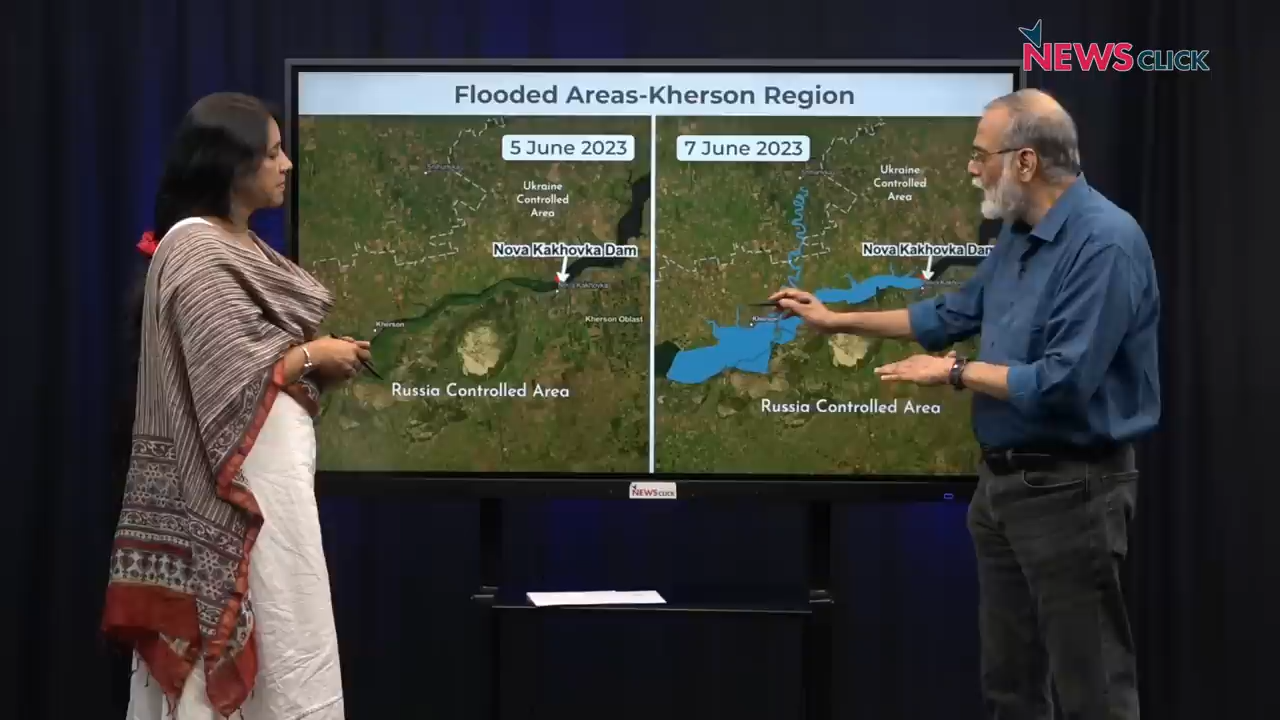 NEWSCLICK
Flooded Areas-Kherson Region
5 June 2023
Ukraine
Controlled
Area
Nova Kakhovka Dam
Kherson Oblast
Kherson
Russia Controlled Area
7 June 2023
Ukraine
Controlled
Area
Nova Kakhovka Dam
Kherson
Russia Controlled Area
NEWSCLICK